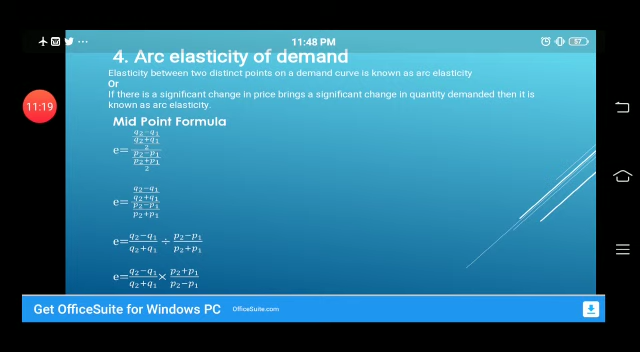 11:48 PM
57
11:19
4. Arc elasticity of demand
Elasticity between two distinct points on a demand curve is known as arc elasticity
Or
If there is a significant change in price brings a significant change in quantity demanded then it is
known as arc elasticity.
Mid Point Formula
e=((q₂−q₁)/((q₂+q₁)/2))/((p₂−p₁)/((p₂+p₁)/2))
e=((q₂−q₁)/(q₂+q₁))/((p₂−p₁)/(p₂+p₁))
e=(q₂−q₁)/(q₂+q₁) ÷ (p₂−p₁)/(p₂+p₁)
e=(q₂−q₁)/(q₂+q₁) × (p₂+p₁)/(p₂−p₁)
Get OfficeSuite for Windows PC OfficeSuite.com